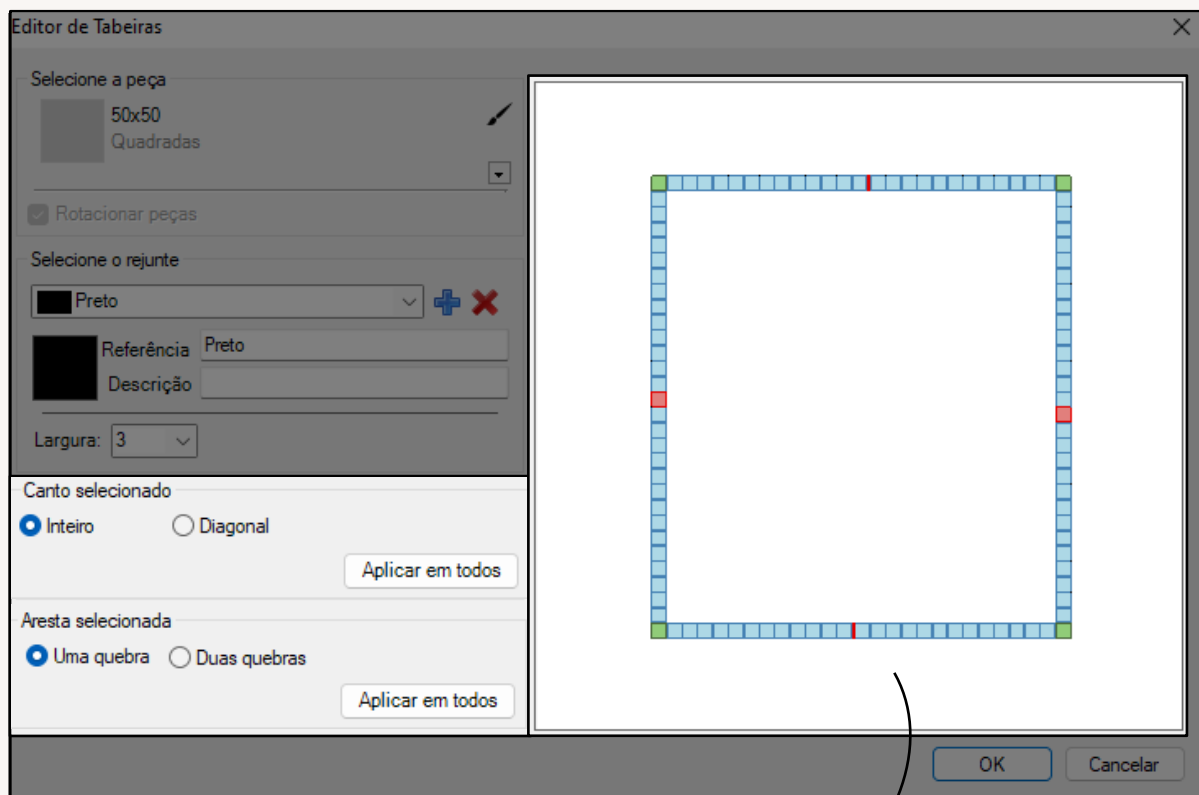 Editor de Tabeiras
Selecione a peça
50x50
Quadradas
Rotacionar peças
Selecione o rejunte
Preto
Referência Preto
Descrição
Largura: 3
Canto selecionado
Inteiro Diagonal
Aplicar em todos
Aresta selecionada
Uma quebra Duas quebras
Aplicar em todos
OK Cancelar